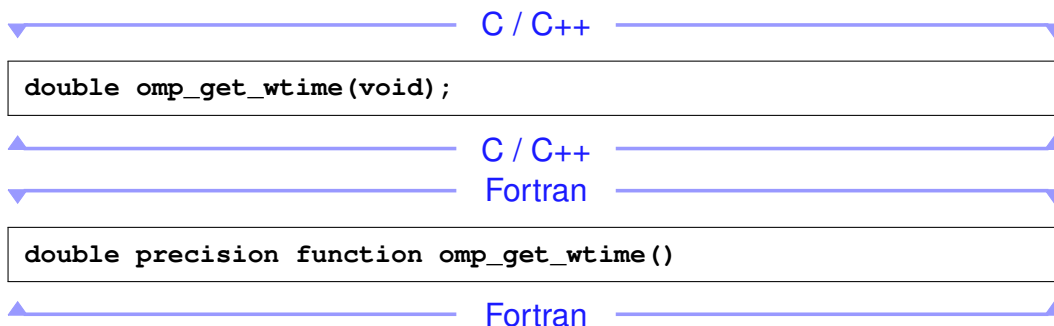 C / C++
double omp_get_wtime(void);
C / C++
Fortran
double precision function omp_get_wtime()
Fortran